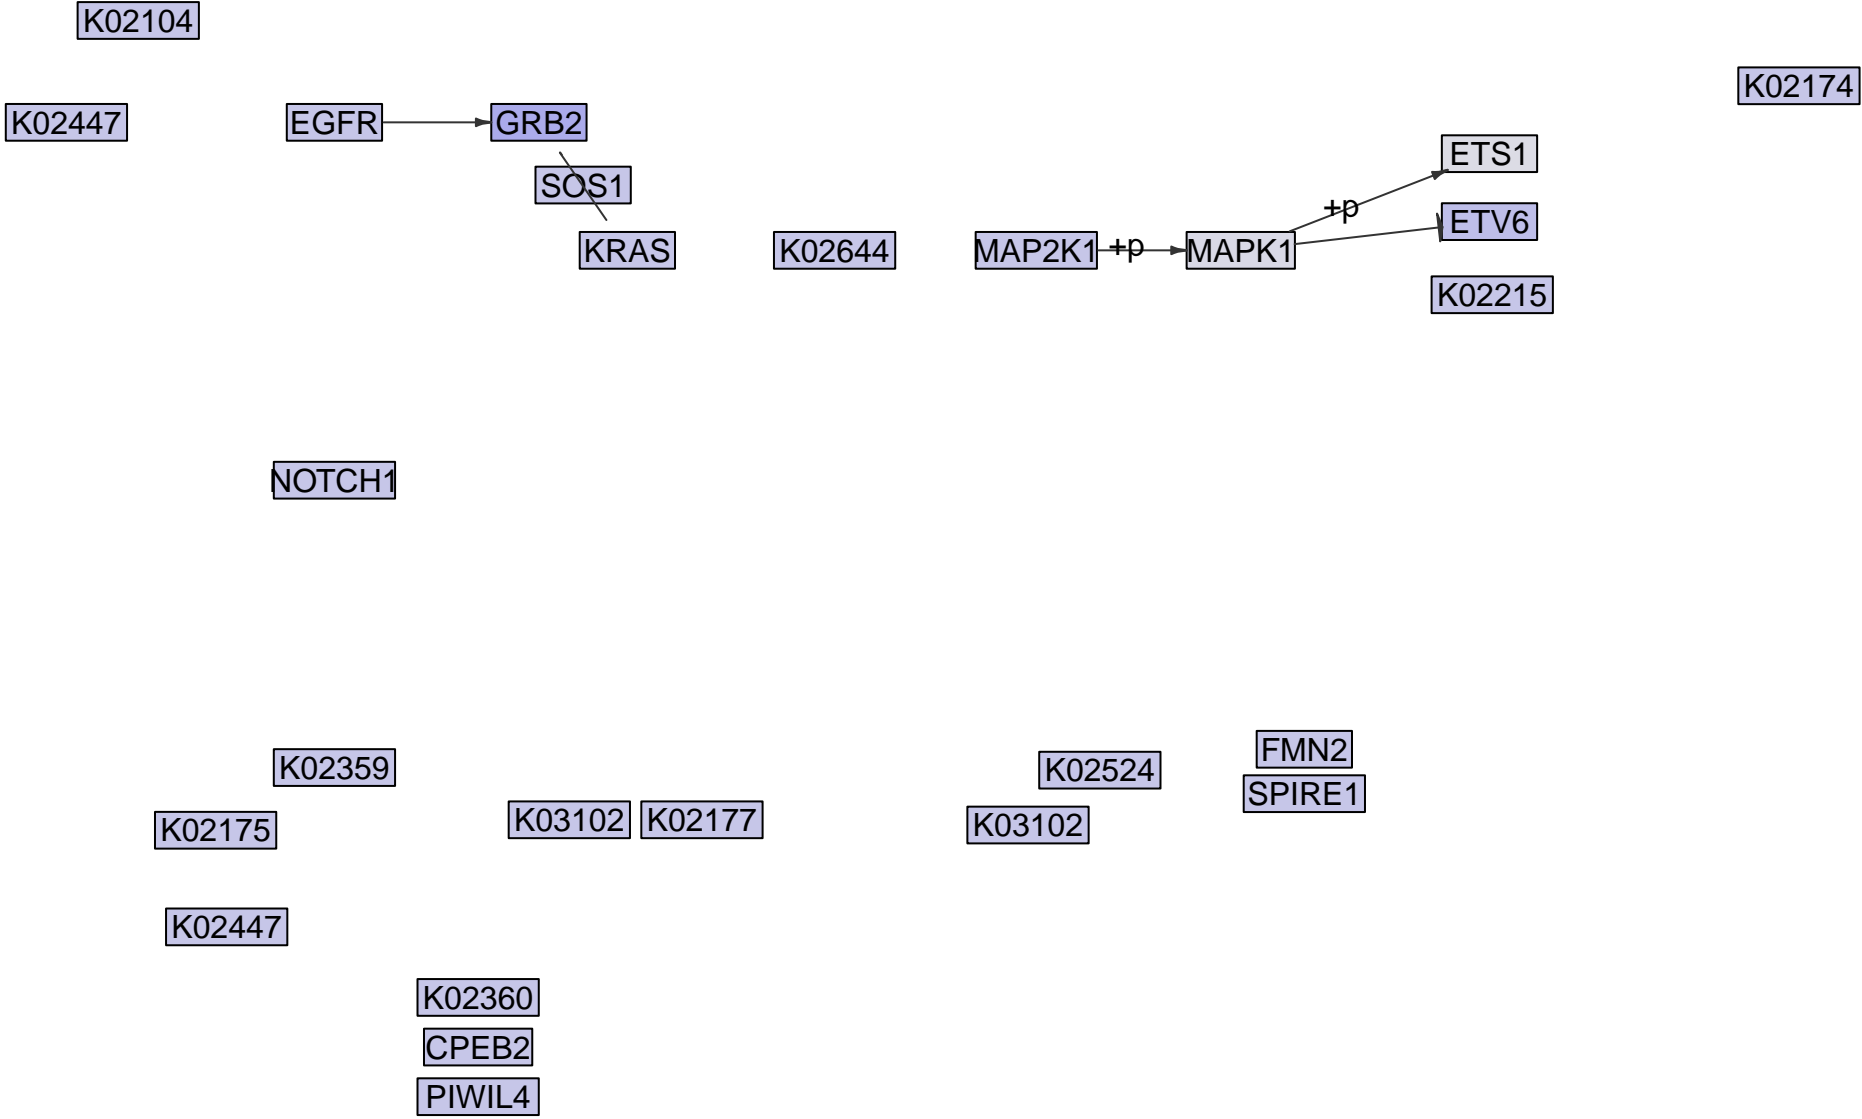 K02104
K02174
K02447
EGFR
GRB2
ETS1
SOS1
+p
ETV6
KRAS
K02644
MAP2K1
+p
MAPK1
K02215
NOTCH1
FMN2
K02359
K02524
SPIRE1
K02175
K03102
K02177
K03102
K02447
K02360
CPEB2
PIWIL4